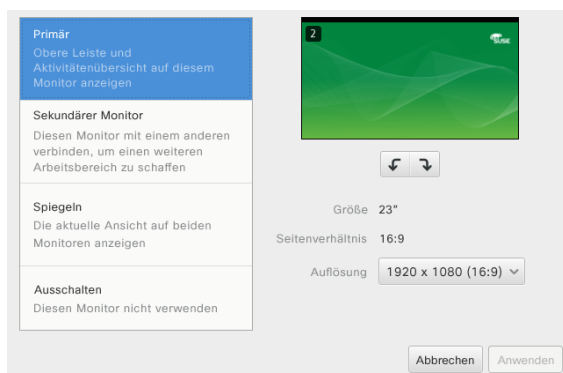 Primär
Obere Leiste und
Aktivitätenübersicht auf diesem
Monitor anzeigen
Sekundärer Monitor
Diesen Monitor mit einem anderen
verbinden, um einen weiteren
Arbeitsbereich zu schaffen
Spiegeln
Die aktuelle Ansicht auf beiden
Monitoren anzeigen
Ausschalten
Diesen Monitor nicht verwenden
2
SUSE
Größe 23"
Seitenverhältnis 16:9
Auflösung 1920 x 1080 (16:9)
Abbrechen Anwenden